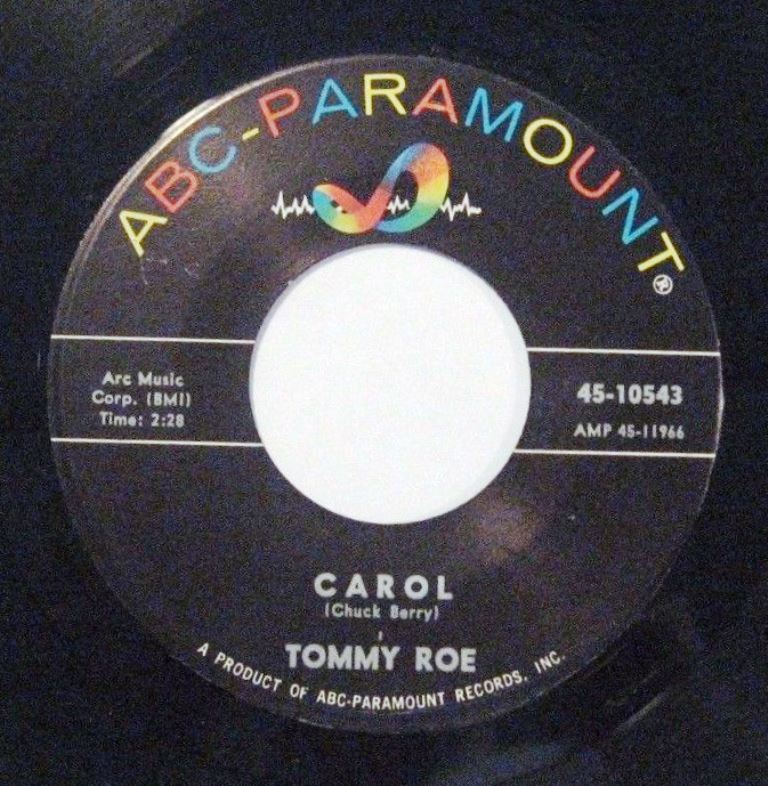 ABC-PARAMOUNT
®
Arc Music
Corp. (BMI)
Time: 2:28
45-10543
AMP 45-11966
CAROL
(Chuck Berry)
TOMMY ROE
A PRODUCT OF ABC-PARAMOUNT RECORDS, INC.